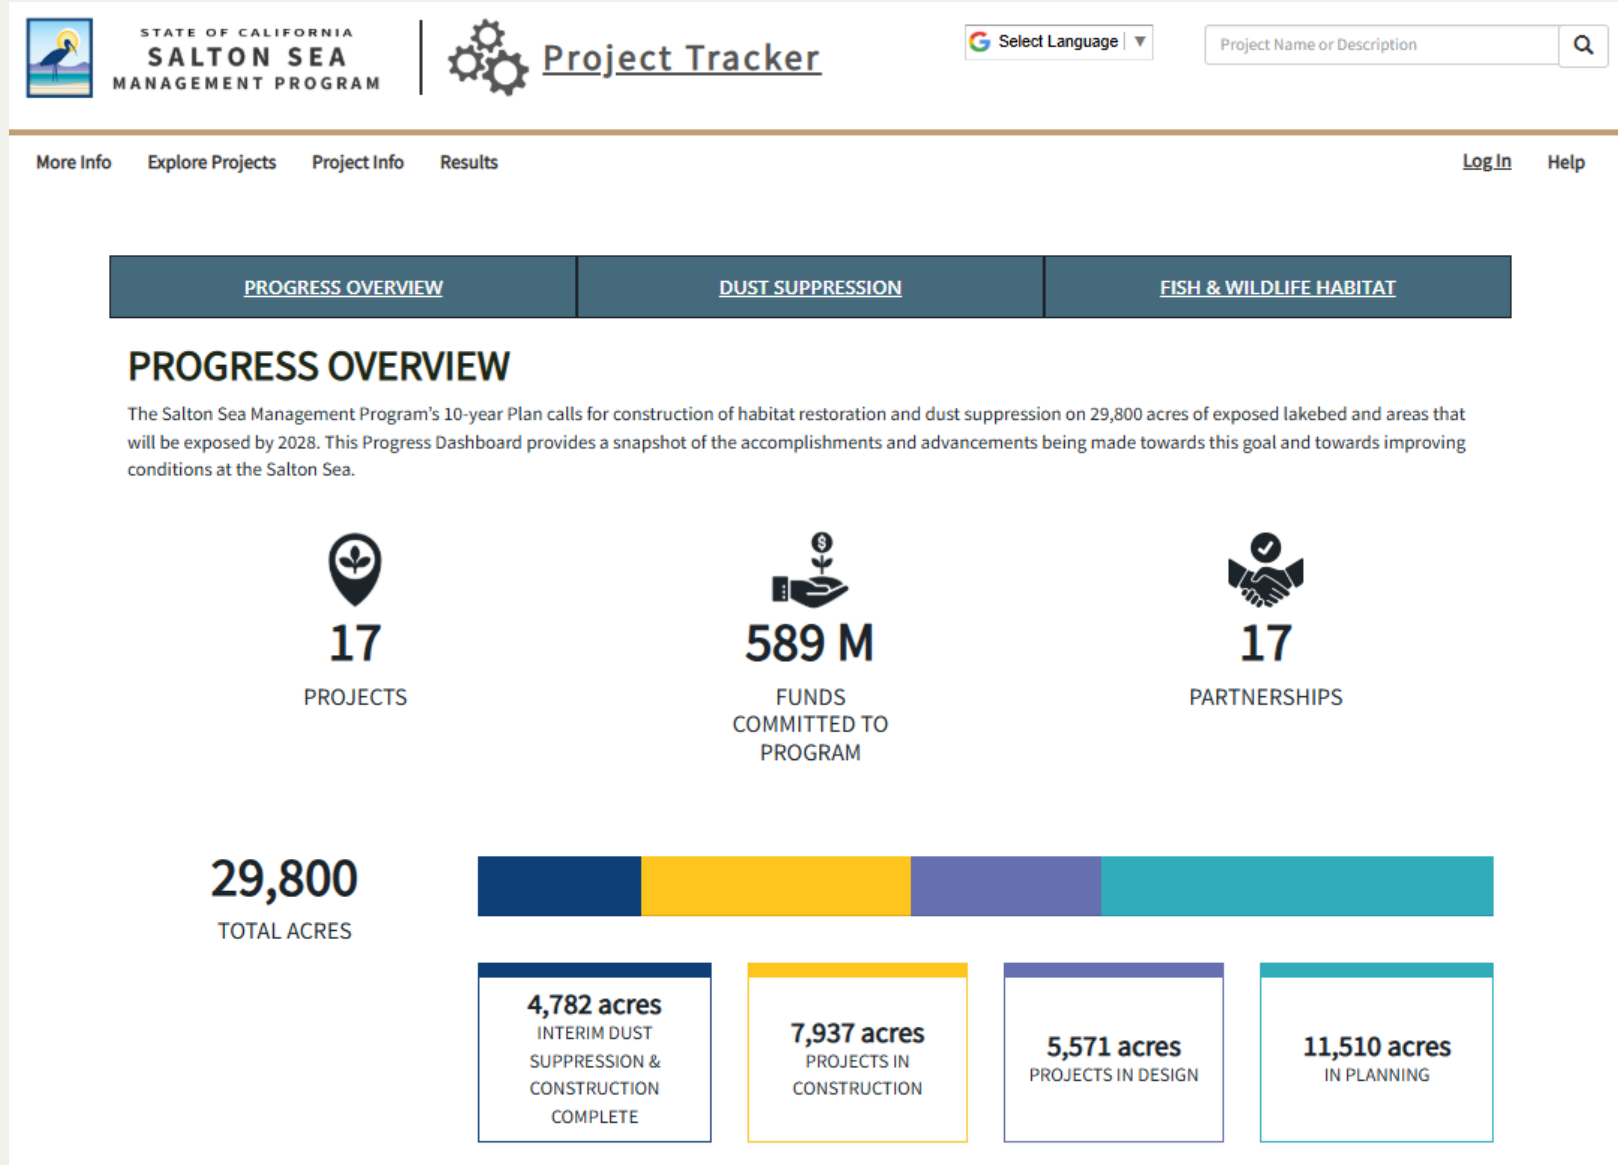 STATE OF CALIFORNIA
SALTON SEA
MANAGEMENT PROGRAM
Project Tracker
Select Language
Project Name or Description
More Info
Explore Projects
Project Info
Results
Log In
Help
PROGRESS OVERVIEW
DUST SUPPRESSION
FISH & WILDLIFE HABITAT
PROGRESS OVERVIEW
The Salton Sea Management Program's 10-year Plan calls for construction of habitat restoration and dust suppression on 29,800 acres of exposed lakebed and areas that
will be exposed by 2028. This Progress Dashboard provides a snapshot of the accomplishments and advancements being made towards this goal and towards improving
conditions at the Salton Sea.
17
PROJECTS
$
589 M
FUNDS
COMMITTED TO
PROGRAM
17
PARTNERSHIPS
29,800
TOTAL ACRES
4,782 acres
INTERIM DUST
SUPPRESSION &
CONSTRUCTION
COMPLETE
7,937 acres
PROJECTS IN
CONSTRUCTION
5,571 acres
PROJECTS IN DESIGN
11,510 acres
IN PLANNING